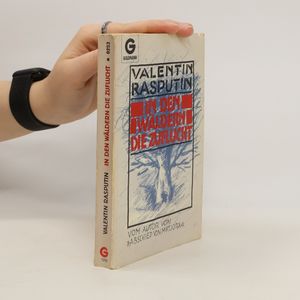 G
GOLDMANN
VALENTIN
RASPUTIN
IN DEN
WÄLDERN
DIE ZUFLUCHT
VOM AUTOR VON
»ABSCHIED VON MATJORA«
VALENTIN RASPUTIN IN DEN WÄLDERN DIE ZUFLUCHT
G